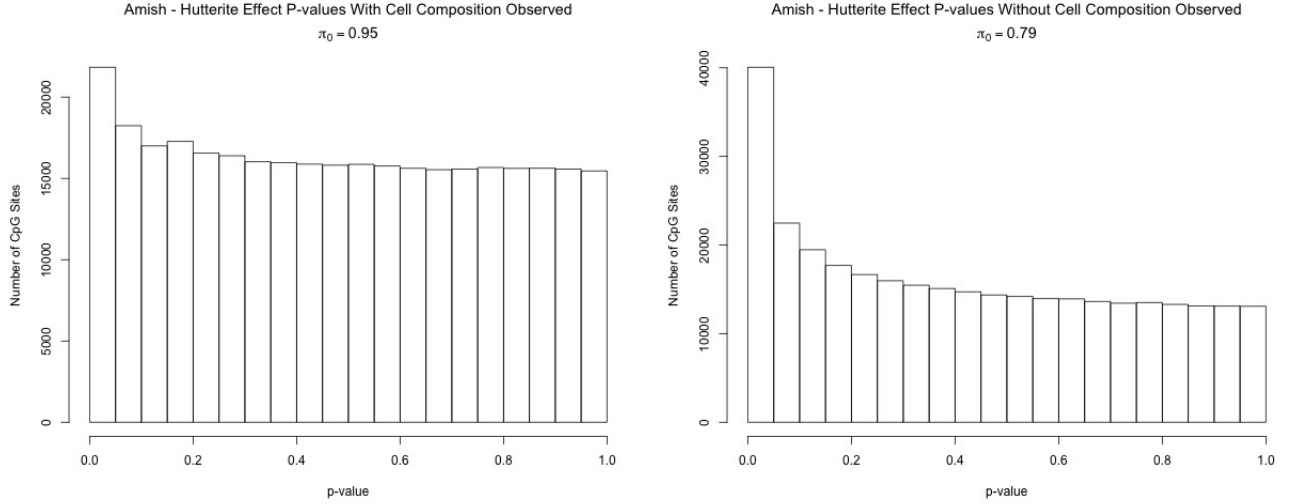 Amish - Hutterite Effect P-values With Cell Composition Observed
π0 = 0.95
Number of CpG Sites
20000
15000
10000
5000
0
0.0 0.2 0.4 0.6 0.8 1.0
p-value
Amish - Hutterite Effect P-values Without Cell Composition Observed
π0 = 0.79
Number of CpG Sites
40000
30000
20000
10000
0
0.0 0.2 0.4 0.6 0.8 1.0
p-value